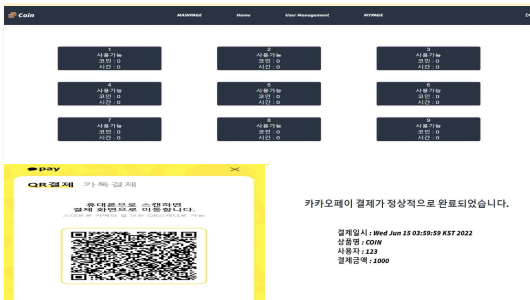 Coin
MAINPAGE
Home
User Management
MYPAGE
1
사용가능
코인 : 0
시간 : 0
2
사용가능
코인 : 0
시간 : 0
3
사용가능
코인 : 0
시간 : 0
4
사용가능
코인 : 0
시간 : 0
5
사용가능
코인 : 0
시간 : 0
6
사용가능
코인 : 0
시간 : 0
7
사용가능
코인 : 0
시간 : 0
8
사용가능
코인 : 0
시간 : 0
9
사용가능
코인 : 0
시간 : 0
pay
QR결제 카톡결제
휴대폰으로 스캔하면
결제 화면으로 이동합니다.
카카오페이 결제가 정상적으로 완료되었습니다.
결제일시 : Wed Jun 15 03:59:59 KST 2022
상품명 : COIN
사용자 : 123
결제금액 : 1000